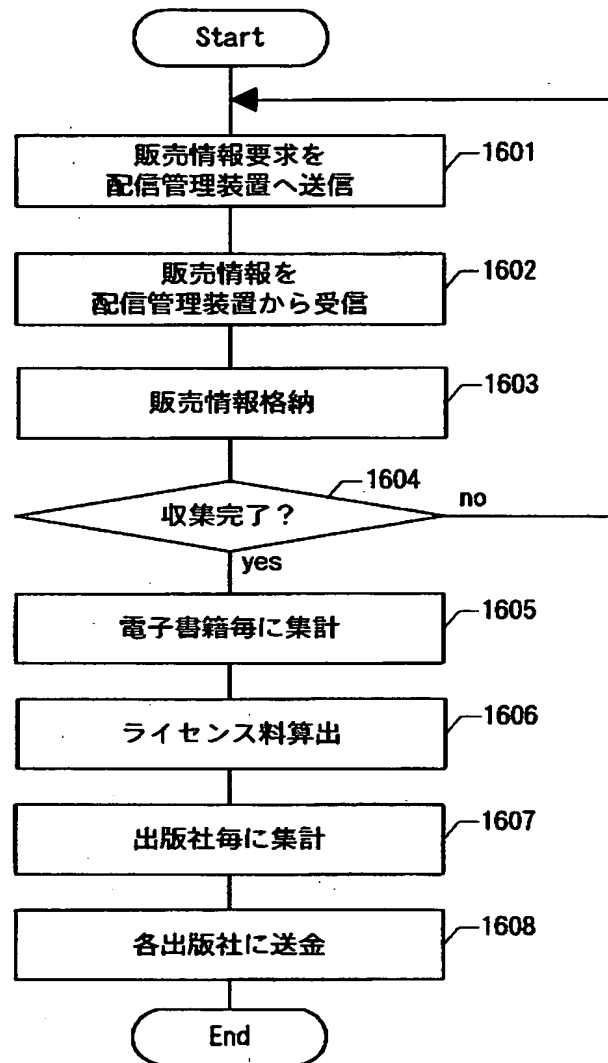 Start
販売情報要求を
配信管理装置へ送信
1601
販売情報を
配信管理装置から受信
1602
販売情報格納
1603
収集完了？
1604
no
yes
電子書籍毎に集計
1605
ライセンス料算出
1606
出版社毎に集計
1607
各出版社に送金
1608
End